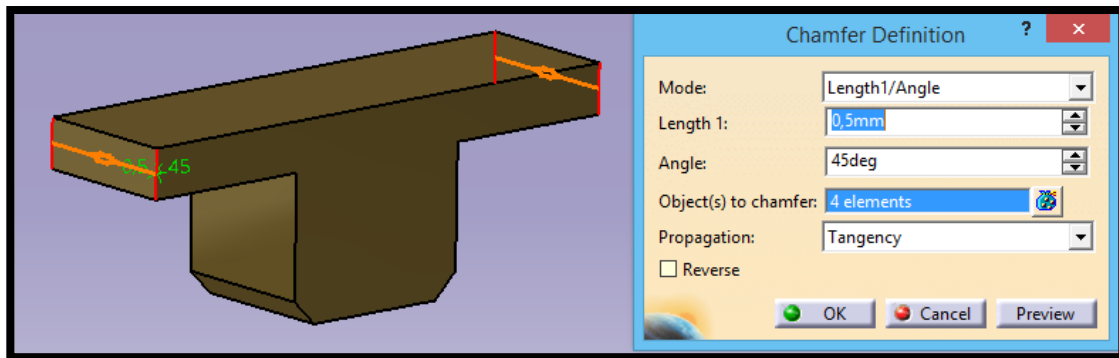 0,5 x 45
Chamfer Definition ? ×
Mode: Length1/Angle
Length 1: 0,5mm
Angle: 45deg
Object(s) to chamfer: 4 elements
Propagation: Tangency
Reverse
OK Cancel Preview